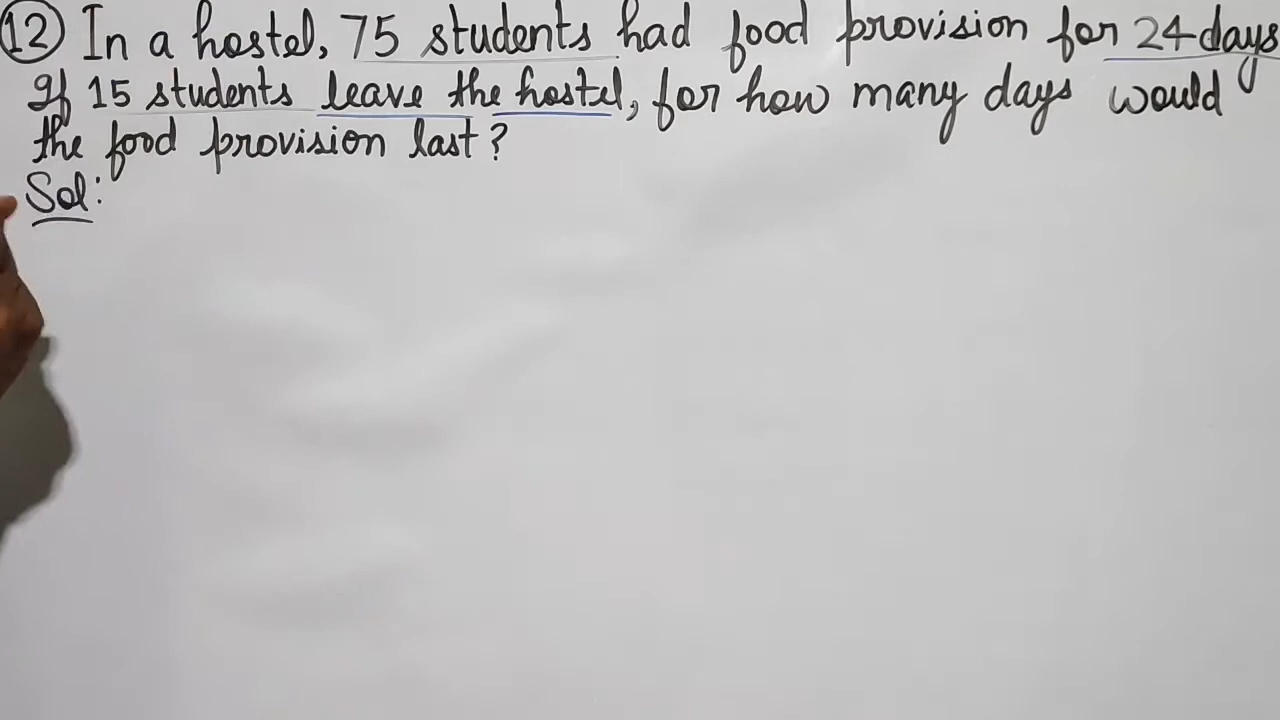 12 In a hostel, 75 students had food provision for 24 days
If 15 students leave the hostel, for how many days would
the food provision last?
Sol: